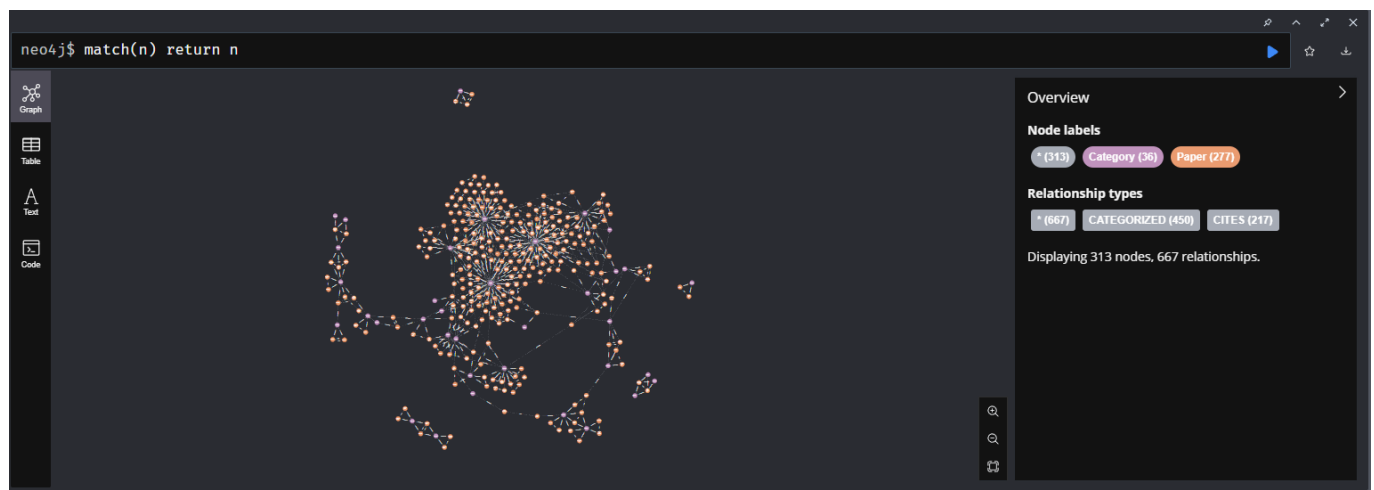 neo4j$ match(n) return n
Graph
Table
Text
Code
Overview
Node labels
* (313) Category (36) Paper (277)
Relationship types
* (667) CATEGORIZED (450) CITES (217)
Displaying 313 nodes, 667 relationships.